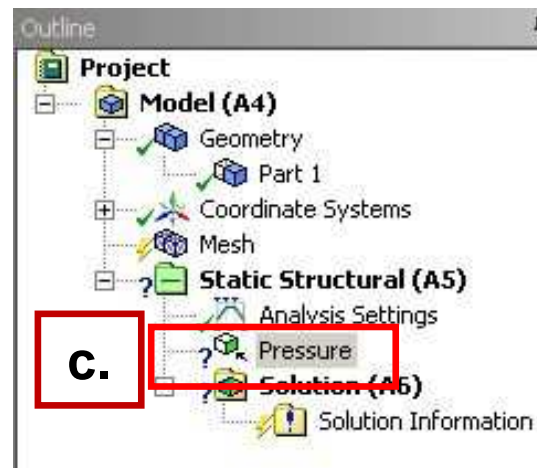 Outline
Project
Model (A4)
Geometry
Part 1
Coordinate Systems
Mesh
Static Structural (A5)
Analysis Settings
c.
Pressure
Solution (A6)
Solution Information